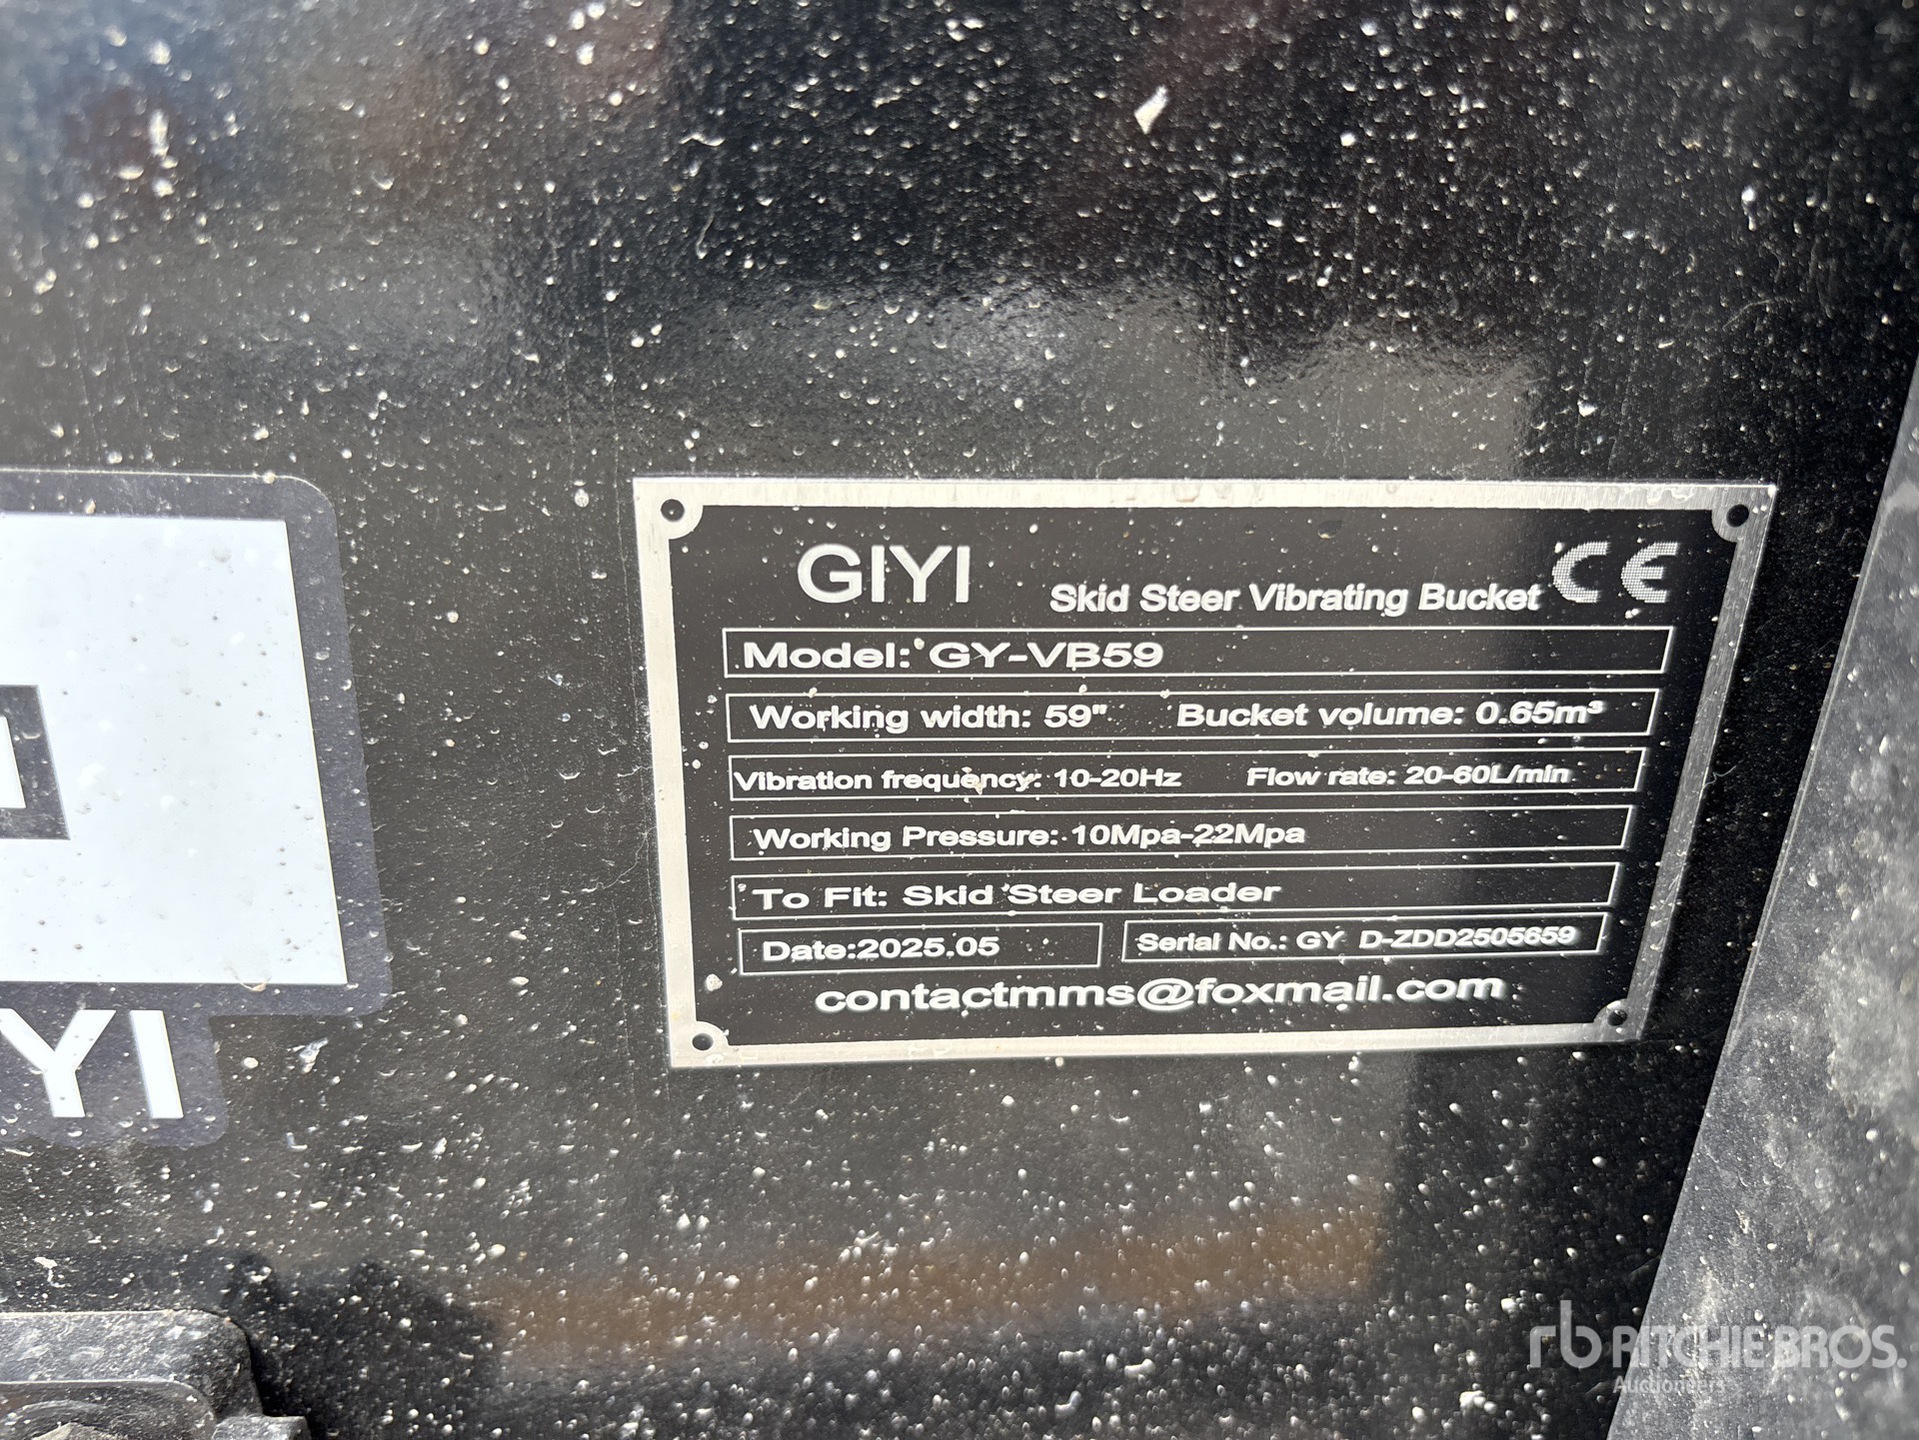 GIYI
Skid Steer Vibrating Bucket CE
Model: GY-VB59
Working width: 59" Bucket volume: 0.65m³
Vibration frequency: 10-20Hz Flow rate: 20-60L/min
Working Pressure: 10Mpa-22Mpa
To Fit: Skid Steer Loader
Date:2025.05 Serial No.: GY D-ZDD2505659
contactmms@foxmail.com
YI
rb RITCHIE BROS.
Auctioneers